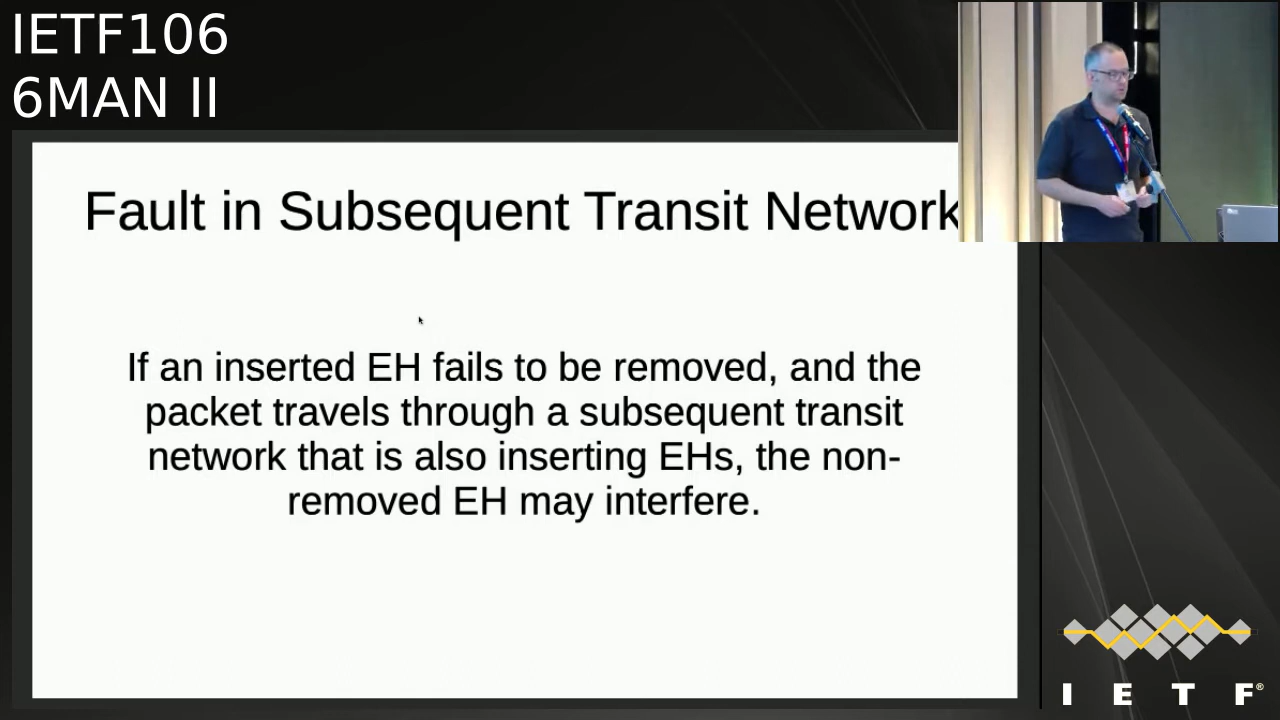 IETF106
6MAN II
Fault in Subsequent Transit Network
If an inserted EH fails to be removed, and the
packet travels through a subsequent transit
network that is also inserting EHs, the non-
removed EH may interfere.
I E T F®